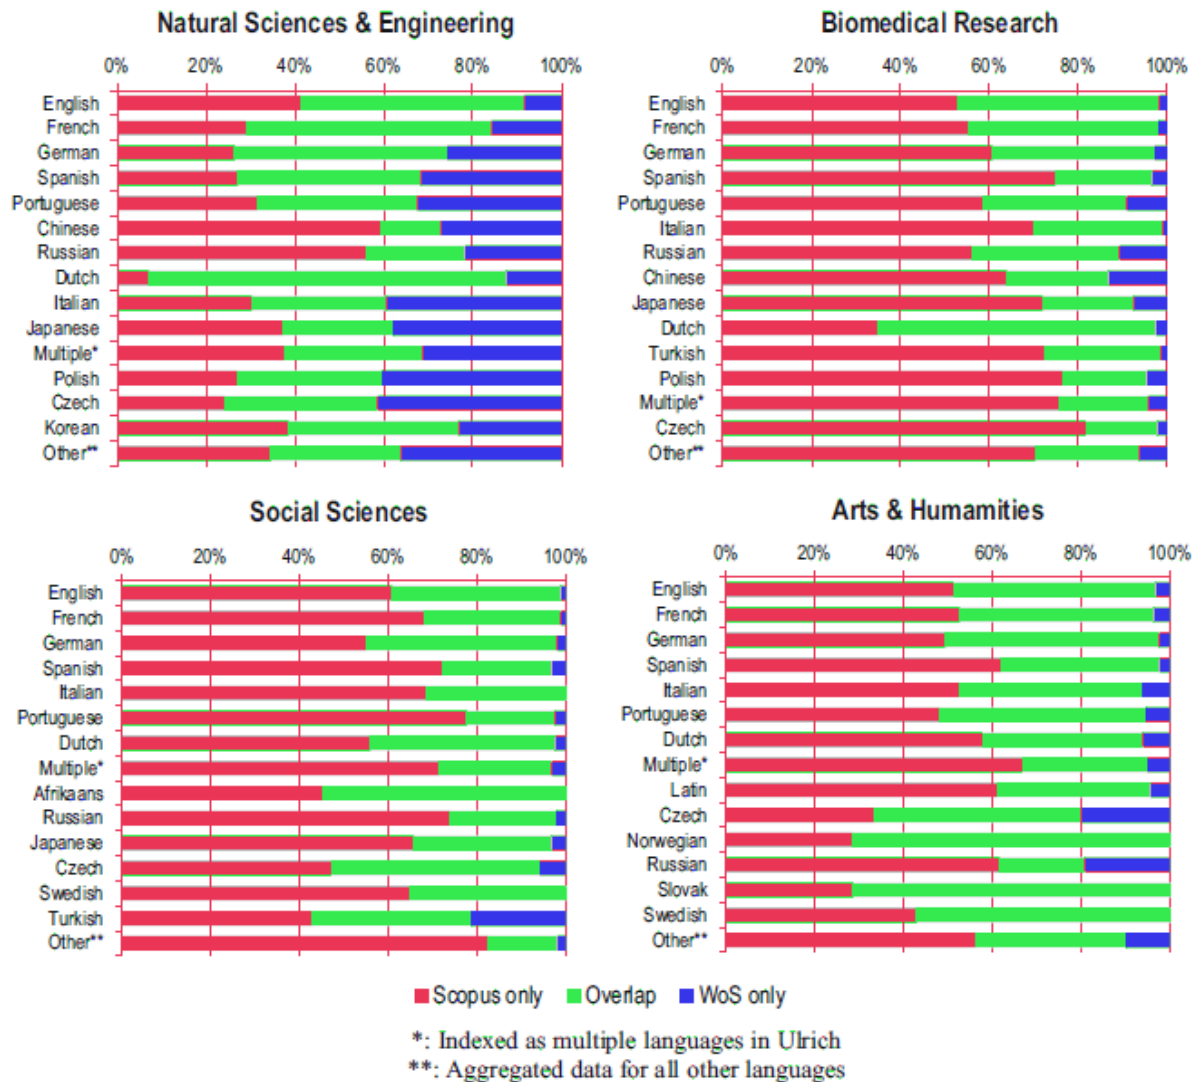 Natural Sciences & Engineering
0% 20% 40% 60% 80% 100%
English
French
German
Spanish
Portuguese
Chinese
Russian
Dutch
Italian
Japanese
Multiple*
Polish
Czech
Korean
Other**
Biomedical Research
0% 20% 40% 60% 80% 100%
English
French
German
Spanish
Portuguese
Italian
Russian
Chinese
Japanese
Dutch
Turkish
Polish
Multiple*
Czech
Other**
Social Sciences
0% 20% 40% 60% 80% 100%
English
French
German
Spanish
Italian
Portuguese
Dutch
Multiple*
Afrikaans
Russian
Japanese
Czech
Swedish
Turkish
Other**
Arts & Humamities
0% 20% 40% 60% 80% 100%
English
French
German
Spanish
Italian
Portuguese
Dutch
Multiple*
Latin
Czech
Norwegian
Russian
Slovak
Swedish
Other**
Scopus only Overlap WoS only
*: Indexed as multiple languages in Ulrich
**: Aggregated data for all other languages